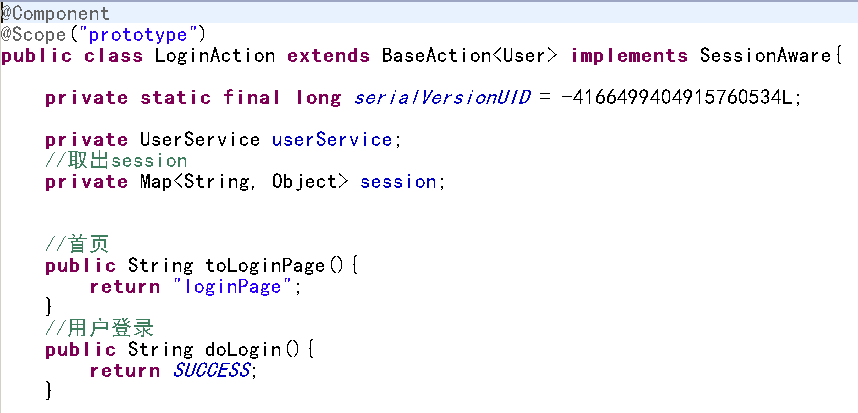 @Component
@Scope("prototype")
public class LoginAction extends BaseAction<User> implements SessionAware{
private static final long serialVersionUID = -4166499404915760534L;
private UserService userService;
//取出session
private Map<String, Object> session;
//首页
public String toLoginPage(){
return "loginPage";
}
//用户登录
public String doLogin(){
return SUCCESS;
}